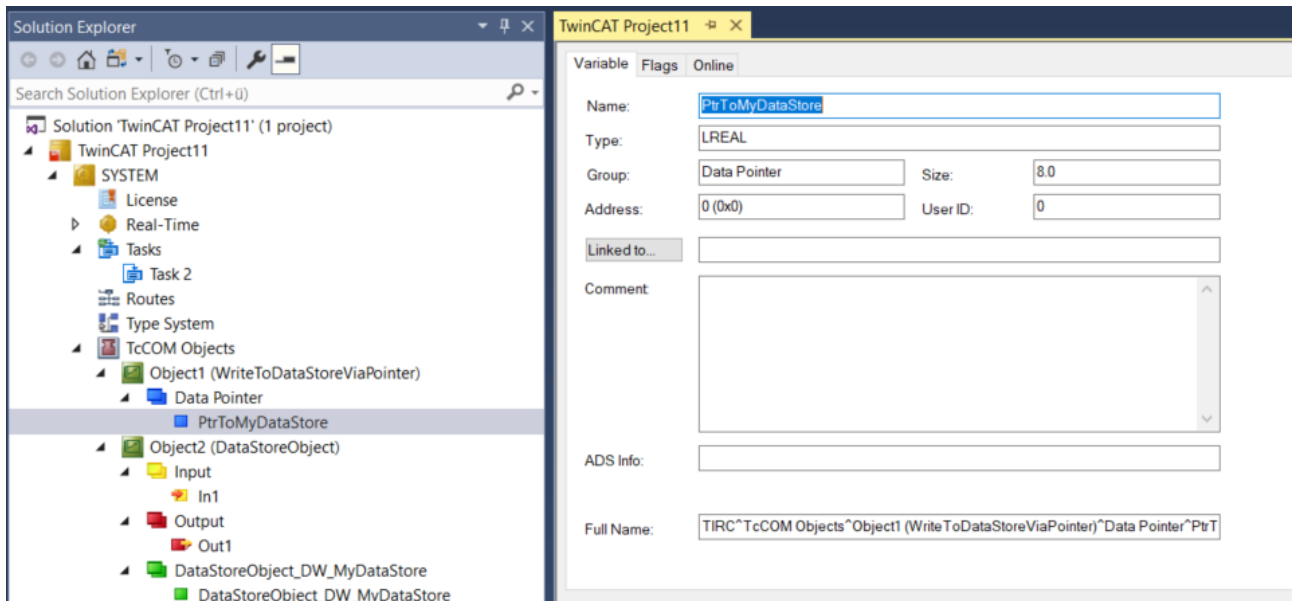 Solution Explorer
Search Solution Explorer (Ctrl+ü)
Solution 'TwinCAT Project11' (1 project)
TwinCAT Project11
SYSTEM
License
Real-Time
Tasks
Task 2
Routes
Type System
TcCOM Objects
Object1 (WriteToDataStoreViaPointer)
Data Pointer
PtrToMyDataStore
Object2 (DataStoreObject)
Input
In1
Output
Out1
DataStoreObject_DW_MyDataStore
DataStoreObject_DW_MyDataStore
TwinCAT Project11
Variable Flags Online
Name: PtrToMyDataStore
Type: LREAL
Group: Data Pointer Size: 8.0
Address: 0 (0x0) User ID: 0
Linked to...
Comment:
ADS Info:
Full Name: TIRC^TcCOM Objects^Object1 (WriteToDataStoreViaPointer)^Data Pointer^PtrT